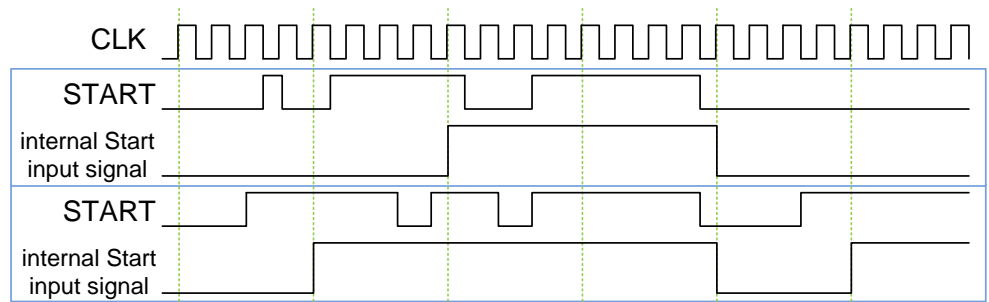 CLK
START
internal Start
input signal
START
internal Start
input signal